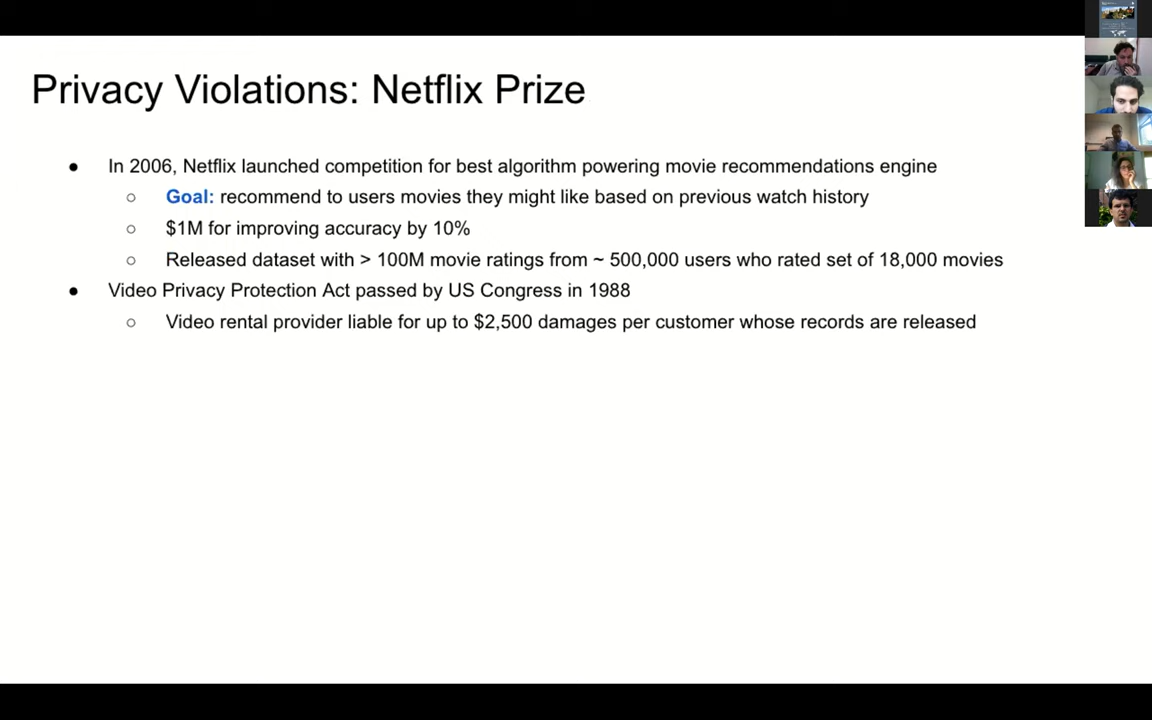 Privacy Violations: Netflix Prize
● In 2006, Netflix launched competition for best algorithm powering movie recommendations engine
○ Goal: recommend to users movies they might like based on previous watch history
○ $1M for improving accuracy by 10%
○ Released dataset with > 100M movie ratings from ~ 500,000 users who rated set of 18,000 movies
● Video Privacy Protection Act passed by US Congress in 1988
○ Video rental provider liable for up to $2,500 damages per customer whose records are released